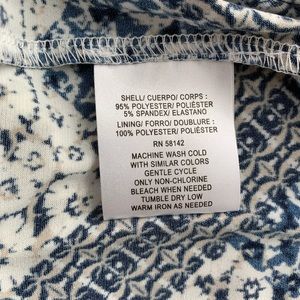 SHELL/ CUERPO/ CORPS :
95% POLYESTER/ POLIÉSTER
5% SPANDEX/ ELASTANO
LINING/ FORRO/ DOUBLURE :
100% POLYESTER/ POLIÉSTER
RN 58142
MACHINE WASH COLD
WITH SIMILAR COLORS
GENTLE CYCLE
ONLY NON-CHLORINE
BLEACH WHEN NEEDED
TUMBLE DRY LOW
WARM IRON AS NEEDED